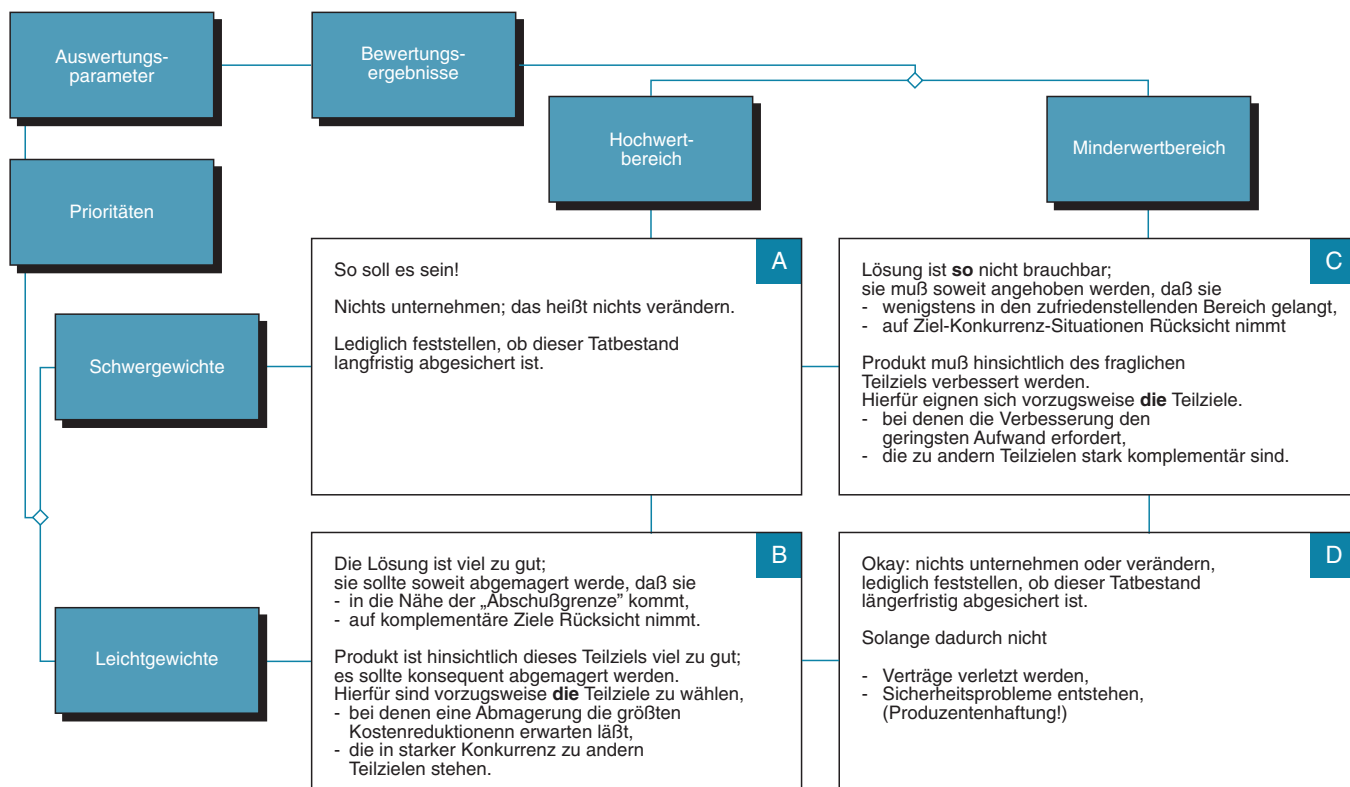 Auswertungs-
parameter
Bewertungs-
ergebnisse
Hochwert-
bereich
Minderwertbereich
Prioritäten
Schwergewichte
A
So soll es sein!
Nichts unternehmen; das heißt nichts verändern.
Lediglich feststellen, ob dieser Tatbestand
langfristig abgesichert ist.
C
Lösung ist so nicht brauchbar;
sie muß soweit angehoben werden, daß sie
- wenigstens in den zufriedenstellenden Bereich gelangt,
- auf Ziel-Konkurrenz-Situationen Rücksicht nimmt
Produkt muß hinsichtlich des fraglichen
Teilziels verbessert werden.
Hierfür eignen sich vorzugsweise die Teilziele.
- bei denen die Verbesserung den
geringsten Aufwand erfordert,
- die zu andern Teilzielen stark komplementär sind.
Leichtgewichte
B
Die Lösung ist viel zu gut;
sie sollte soweit abgemagert werde, daß sie
- in die Nähe der „Abschußgrenze” kommt,
- auf komplementäre Ziele Rücksicht nimmt.
Produkt ist hinsichtlich dieses Teilziels viel zu gut;
es sollte konsequent abgemagert werden.
Hierfür sind vorzugsweise die Teilziele zu wählen,
- bei denen eine Abmagerung die größten
Kostenreduktionenn erwarten läßt,
- die in starker Konkurrenz zu andern
Teilzielen stehen.
D
Okay: nichts unternehmen oder verändern,
lediglich feststellen, ob dieser Tatbestand
längerfristig abgesichert ist.
Solange dadurch nicht
- Verträge verletzt werden,
- Sicherheitsprobleme entstehen,
(Produzentenhaftung!)